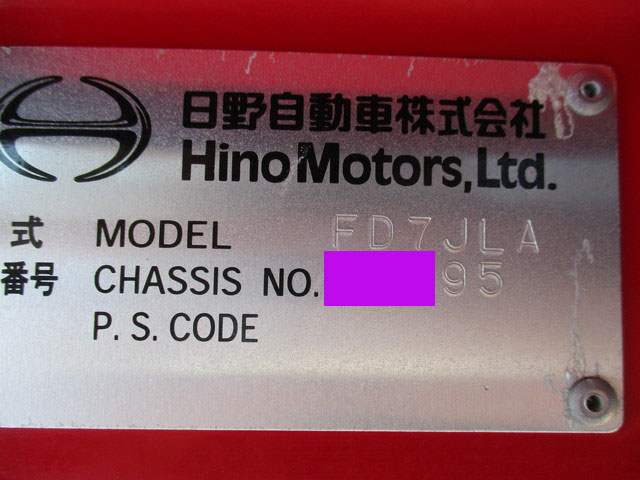 日野自動車株式会社
Hino Motors, Ltd.
式 MODEL FD7JLA
番号 CHASSIS NO. 95
P. S. CODE